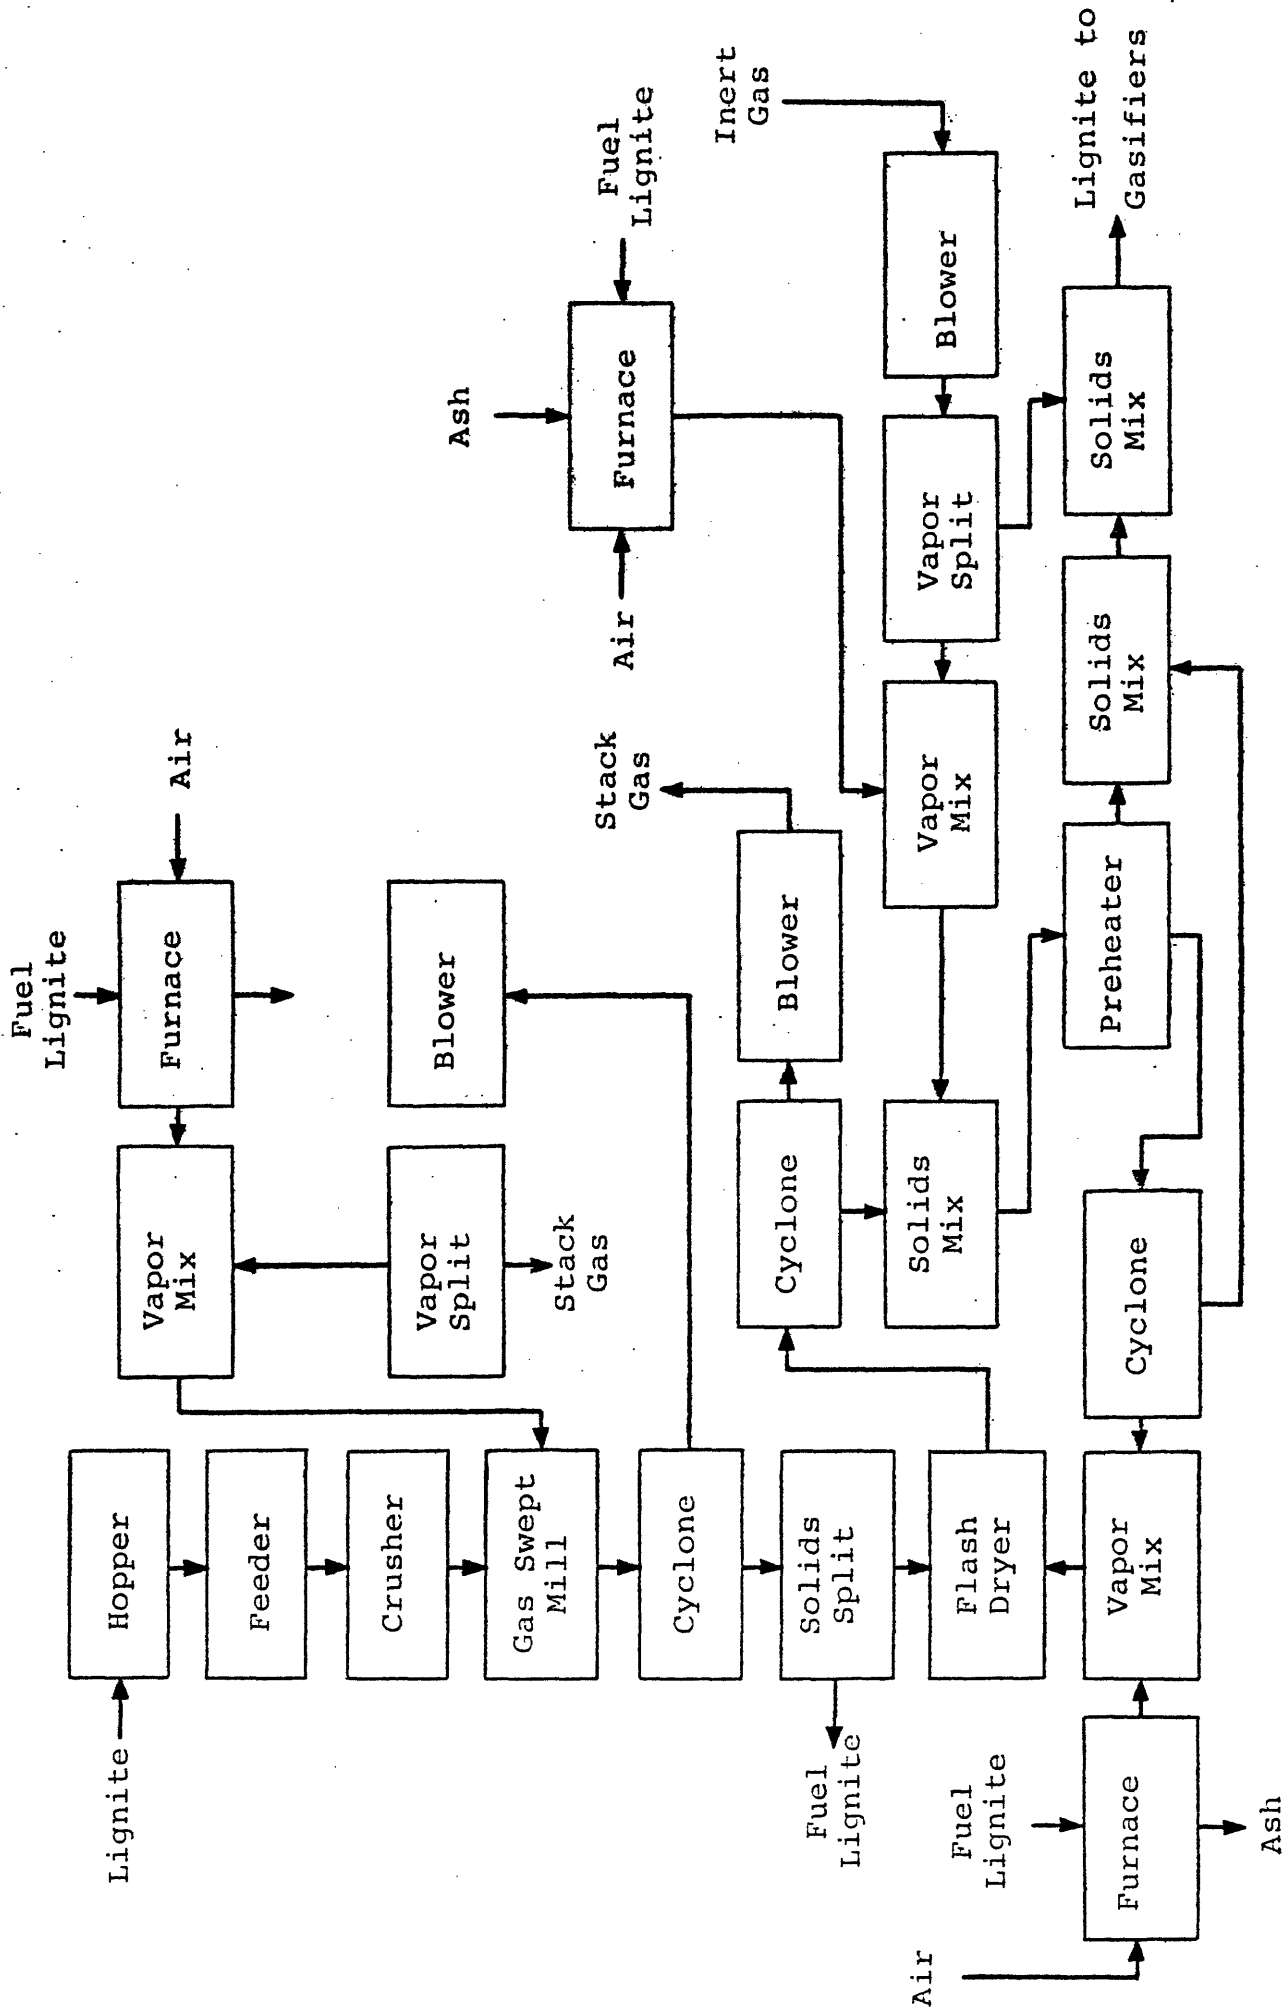 Fuel
Lignite
Lignite
Hopper
Vapor
Mix
Furnace
Air
Feeder
Crusher
Vapor
Split
Blower
Ash
Gas Swept
Mill
Stack
Gas
Stack
Gas
Air
Furnace
Fuel
Lignite
Cyclone
Inert
Gas
Fuel
Lignite
Solids
Split
Cyclone
Blower
Air
Fuel
Lignite
Flash
Dryer
Solids
Mix
Vapor
Mix
Vapor
Split
Blower
Furnace
Vapor
Mix
Cyclone
Preheater
Solids
Mix
Solids
Mix
Lignite to
Gasifiers
Ash